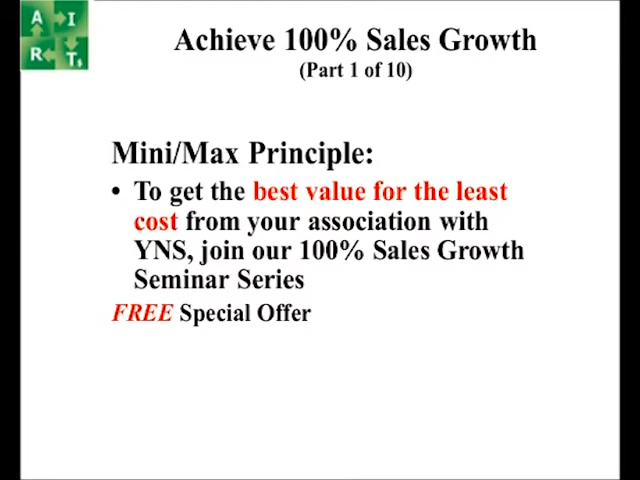 A I
R T$
Achieve 100% Sales Growth
(Part 1 of 10)
Mini/Max Principle:
• To get the best value for the least
cost from your association with
YNS, join our 100% Sales Growth
Seminar Series
FREE Special Offer